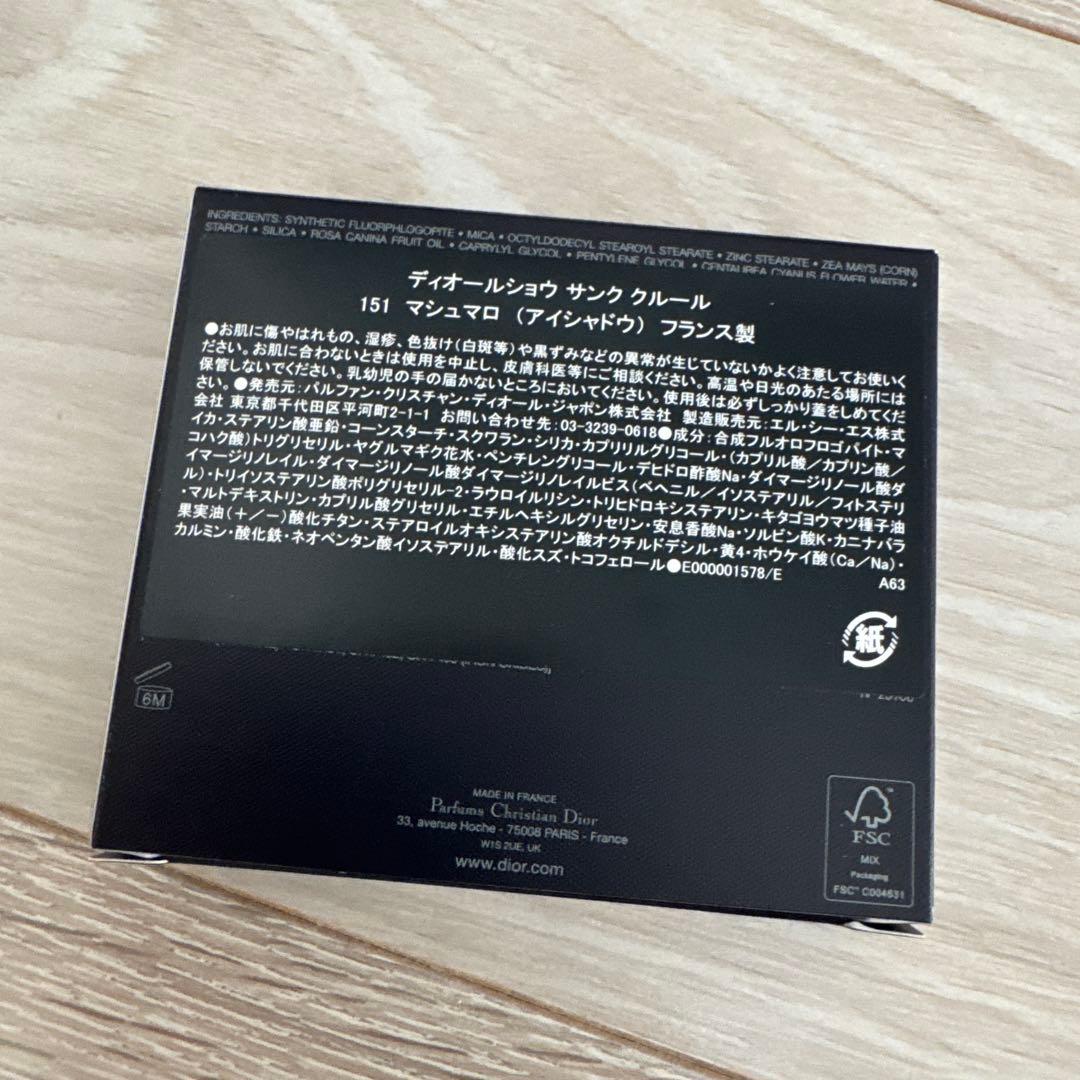 INGREDIENTS: SYNTHETIC FLUORPHLOGOPITE • MICA • OCTYLDODECYL STEAROYL STEARATE • ZINC STEARATE • ZEA MAYS (CORN)
STARCH • SILICA • ROSA CANINA FRUIT OIL • CAPRYLYL GLYCOL • PENTYLENE GLYCOL • CENTAUREA CYANUS FLOWER WATER •
ディオールショウ サンク クルール
151 マシュマロ （アイシャドウ） フランス製
●お肌に傷やはれもの、湿疹、色抜け(白斑等)や黒ずみなどの異常が生じていないかよく注意してお使いく
ださい。お肌に合わないときは使用を中止し、皮膚科医等にご相談ください。高温や日光のあたる場所には
保管しないでください。乳幼児の手の届かないところにおいてください。使用後は必ずしっかり蓋をしめてくだ
さい。●発売元：パルファン・クリスチャン・ディオール・ジャポン株式会社 製造販売元：エル・シー・エス株式
会社 東京都千代田区平河町2-1-1 お問い合わせ先：03-3239-0618●成分：合成フルオロフロゴパイト・マ
イカ・ステアリン酸亜鉛・コーンスターチ・スクワラン・シリカ・カプリリルグリコール・(カプリル酸／カプリン酸／
コハク酸)トリグリセリル・ヤグルマギク花水・ペンチレングリコール・デヒドロ酢酸Na・ダイマージリノール酸ダ
イマージリノレイル・ダイマージリノール酸ダイマージリノレイルビス(ベヘニル／イソステアリル／フィトステリ
ル)・トリイソステアリン酸ポリグリセリル-2・ラウロイルリシン・トリヒドロキシステアリン・キタゴヨウマツ種子油
・マルトデキストリン・カプリル酸グリセリル・エチルヘキシルグリセリン・安息香酸Na・ソルビン酸K・カニナバラ
果実油(＋／－)酸化チタン・ステアロイルオキシステアリン酸オクチルドデシル・黄4・ホウケイ酸(Ca／Na)・
カルミン・酸化鉄・ネオペンタン酸イソステアリル・酸化スズ・トコフェロール●E000001578/E
A63
紙
6M
MADE IN FRANCE
Parfums Christian Dior
33, avenue Hoche - 75008 PARIS - France
W1S 2UE, UK
www.dior.com
FSC
MIX
Packaging
FSC™ C004631